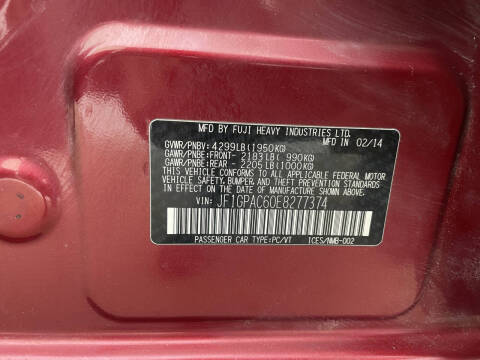 MFD. BY FUJI HEAVY INDUSTRIES LTD.
MFD IN 02/14
GVWR/PNBV: 4299LB (1950KG)
GAWR/PNBE:FRONT- 2183LB ( 990KG)
GAWR/PNBE:REAR - 2205LB (1000KG)
THIS VEHICLE CONFORMS TO ALL APPLICABLE FEDERAL MOTOR
VEHICLE SAFETY, BUMPER, AND THEFT PREVENTION STANDARDS
IN EFFECT ON THE DATE OF MANUFACTURE SHOWN ABOVE.
VIN: JF1GPAC60E8277374
PASSENGER CAR TYPE:PC/VT ICES/NMB-002